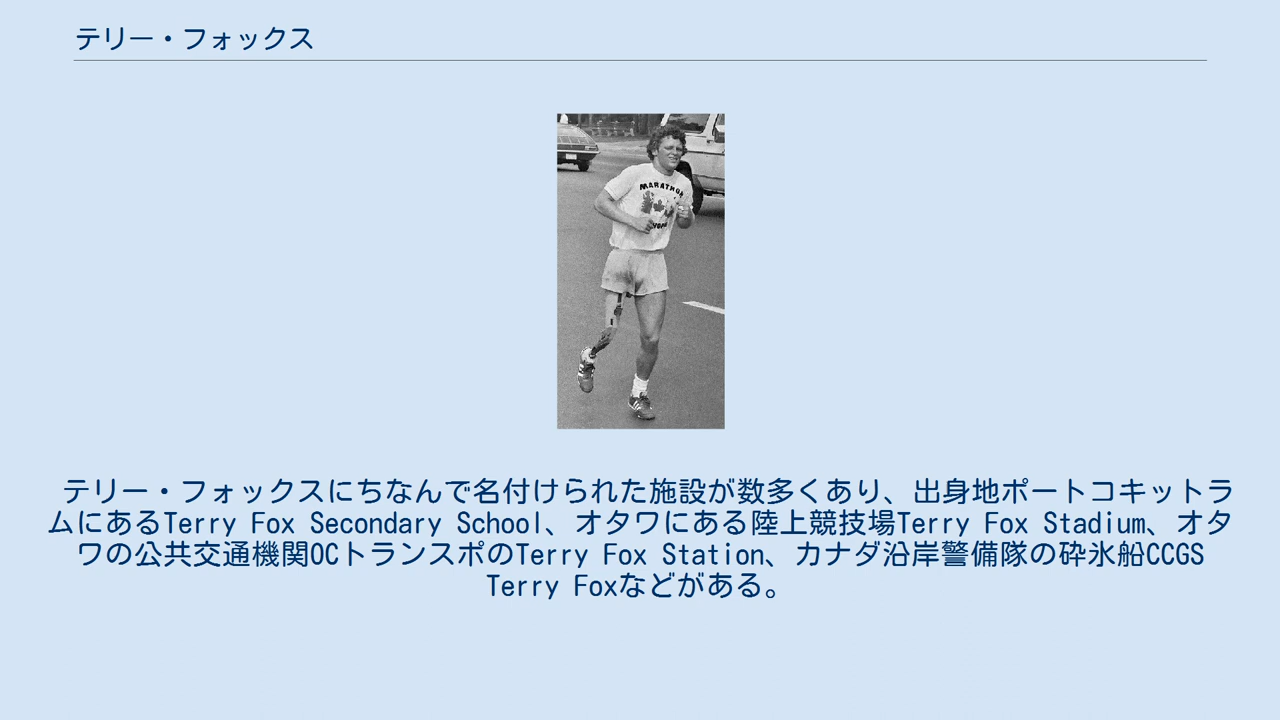 テリー・フォックス
MARATHON
テリー・フォックスにちなんで名付けられた施設が数多くあり、出身地ポートコキットラ
ムにあるTerry Fox Secondary School、オタワにある陸上競技場Terry Fox Stadium、オタ
ワの公共交通機関OCトランスポのTerry Fox Station、カナダ沿岸警備隊の砕氷船CCGS
Terry Foxなどがある。